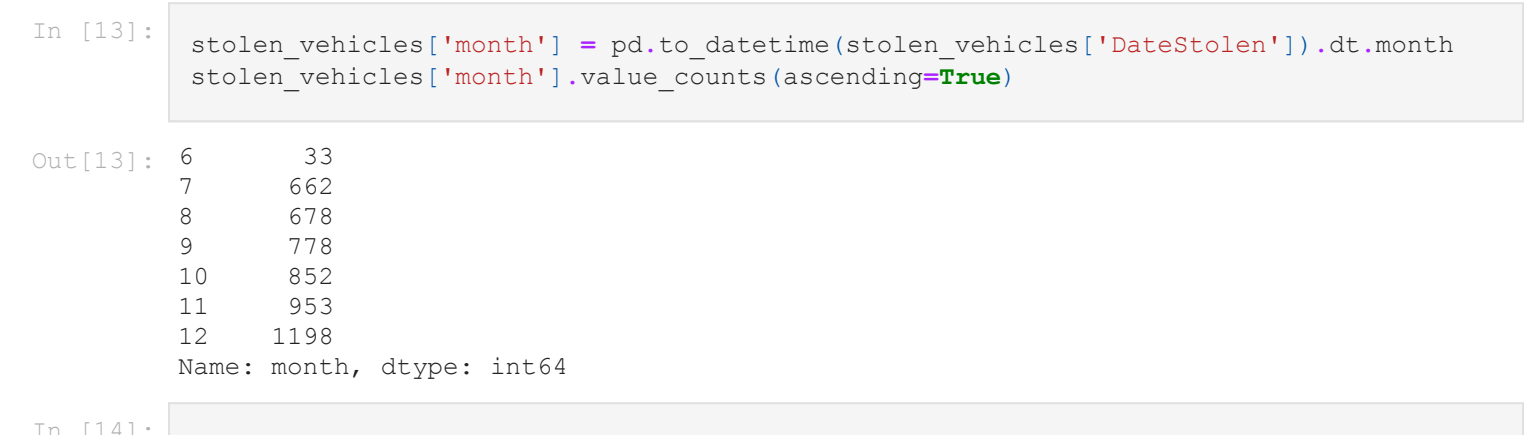 In [13]:
stolen_vehicles['month'] = pd.to_datetime(stolen_vehicles['DateStolen']).dt.month
stolen_vehicles['month'].value_counts(ascending=True)
Out[13]:
6 33
7 662
8 678
9 778
10 852
11 953
12 1198
Name: month, dtype: int64
In [14]: